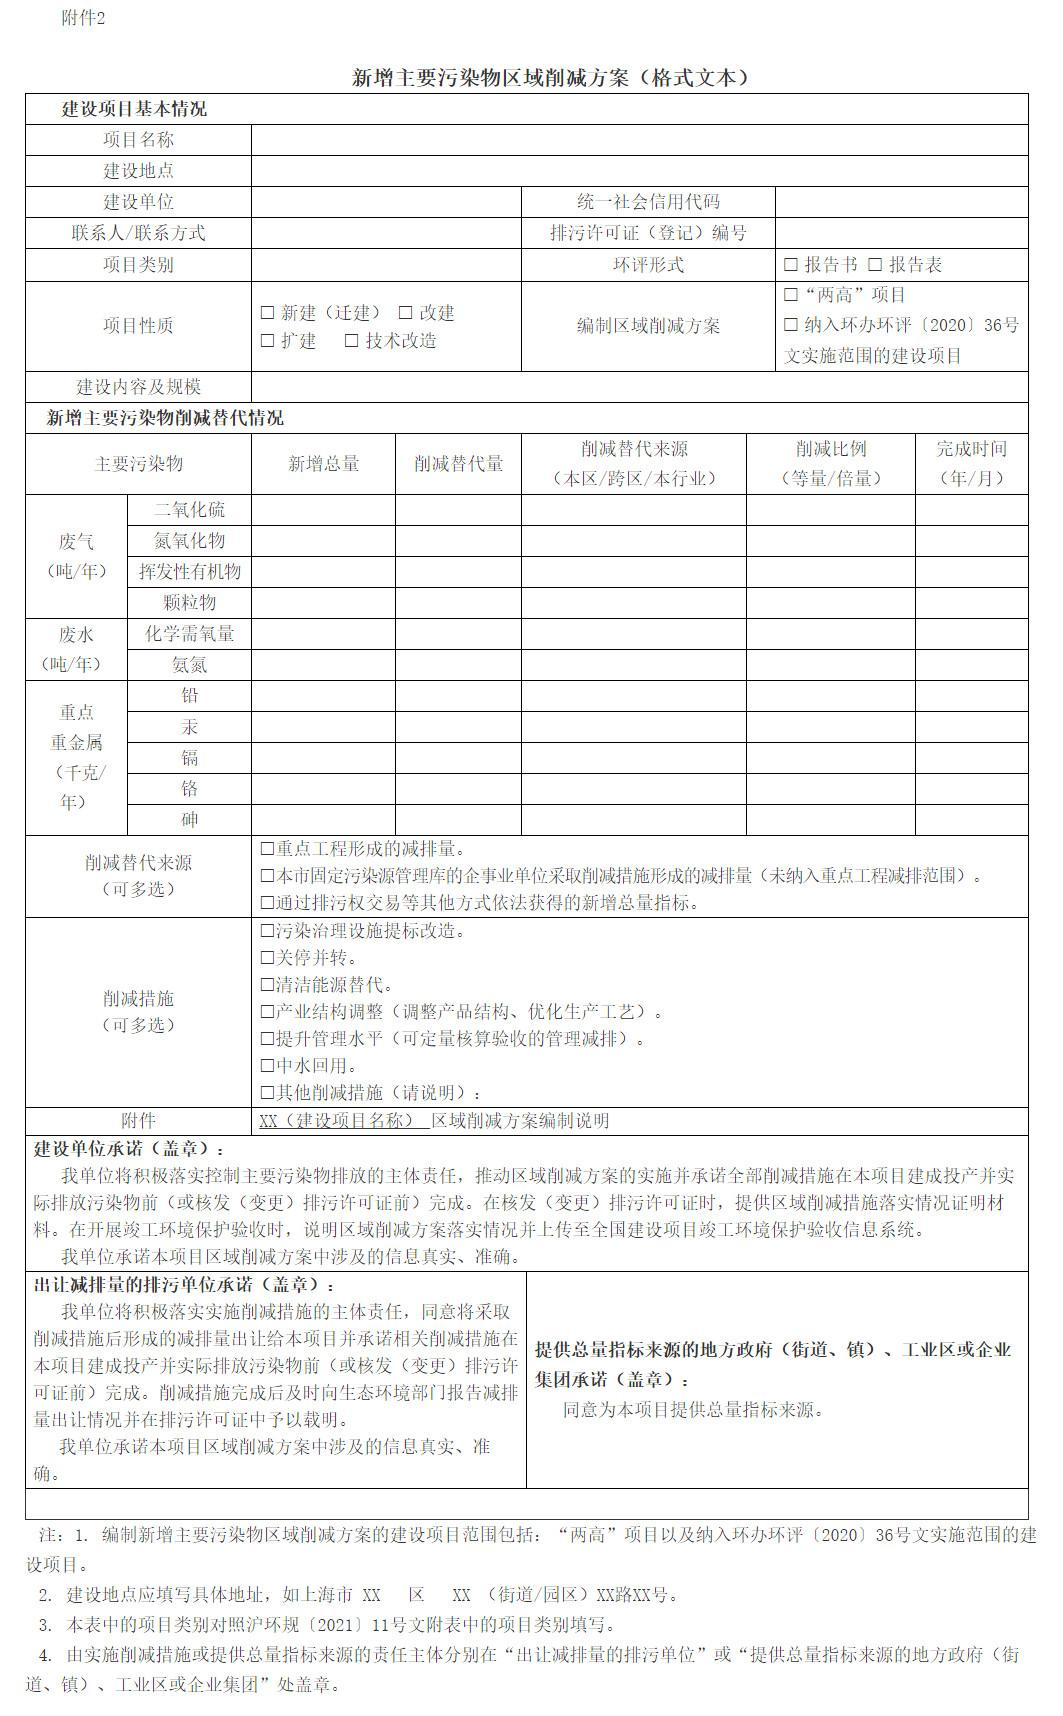 附件2
新增主要污染物区域削减方案（格式文本）
建设项目基本情况
项目名称
建设地点
建设单位
统一社会信用代码
联系人/联系方式
排污许可证（登记）编号
项目类别
环评形式
□ 报告书 □ 报告表
项目性质
□ 新建（迁建） □ 改建
□ 扩建 □ 技术改造
编制区域削减方案
□ “两高”项目
□ 纳入环办环评〔2020〕36号
文实施范围的建设项目
建设内容及规模
新增主要污染物削减替代情况
主要污染物
新增总量
削减替代量
削减替代来源
（本区/跨区/本行业）
削减比例
（等量/倍量）
完成时间
（年/月）
废气
（吨/年）
二氧化硫
氮氧化物
挥发性有机物
颗粒物
废水
（吨/年）
化学需氧量
氨氮
重点
重金属
（千克/
年）
铅
汞
镉
铬
砷
削减替代来源
（可多选）
□重点工程形成的减排量。
□本市固定污染源管理库的企事业单位采取削减措施形成的减排量（未纳入重点工程减排范围）。
□通过排污权交易等其他方式依法获得的新增总量指标。
削减措施
（可多选）
□污染治理设施提标改造。
□关停并转。
□清洁能源替代。
□产业结构调整（调整产品结构、优化生产工艺）。
□提升管理水平（可定量核算验收的管理减排）。
□中水回用。
□其他削减措施（请说明）：
附件
XX（建设项目名称） 区域削减方案编制说明
建设单位承诺（盖章）：
我单位将积极落实控制主要污染物排放的主体责任，推动区域削减方案的实施并承诺全部削减措施在本项目建成投产并实
际排放污染物前（或核发（变更）排污许可证前）完成。在核发（变更）排污许可证时，提供区域削减措施落实情况证明材
料。在开展竣工环境保护验收时，说明区域削减方案落实情况并上传至全国建设项目竣工环境保护验收信息系统。
我单位承诺本项目区域削减方案中涉及的信息真实、准确。
出让减排量的排污单位承诺（盖章）：
我单位将积极落实实施削减措施的主体责任，同意将采取
削减措施后形成的减排量出让给本项目并承诺相关削减措施在
本项目建成投产并实际排放污染物前（或核发（变更）排污许
可证前）完成。削减措施完成后及时向生态环境部门报告减排
量出让情况并在排污许可证中予以载明。
我单位承诺本项目区域削减方案中涉及的信息真实、准
确。
提供总量指标来源的地方政府（街道、镇）、工业区或企业
集团承诺（盖章）：
同意为本项目提供总量指标来源。
注：1. 编制新增主要污染物区域削减方案的建设项目范围包括：“两高”项目以及纳入环办环评〔2020〕36号文实施范围的建
设项目。
2. 建设地点应填写具体地址，如上海市 XX 区 XX （街道/园区）XX路XX号。
3. 本表中的项目类别对照沪环规〔2021〕11号文附表中的项目类别填写。
4. 由实施削减措施或提供总量指标来源的责任主体分别在“出让减排量的排污单位”或“提供总量指标来源的地方政府（街
道、镇）、工业区或企业集团”处盖章。